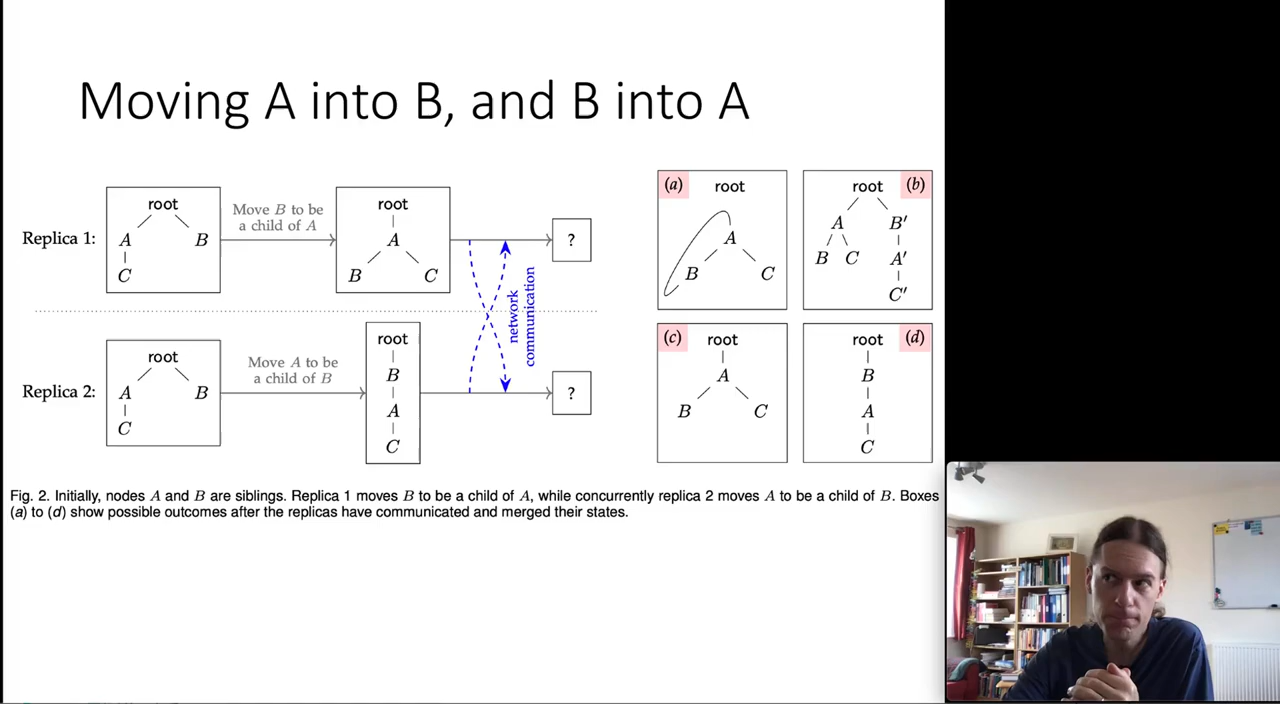 Moving A into B, and B into A
Replica 1:
root
A B
C
Move B to be
a child of A
root
A
B C
?
network
communication
Replica 2:
root
A B
C
Move A to be
a child of B
root
B
A
C
?
(a) root
A
B C
root (b)
A B′
B C A′
C′
(c) root
A
B C
root (d)
B
A
C
Fig. 2. Initially, nodes A and B are siblings. Replica 1 moves B to be a child of A, while concurrently replica 2 moves A to be a child of B. Boxes
(a) to (d) show possible outcomes after the replicas have communicated and merged their states.